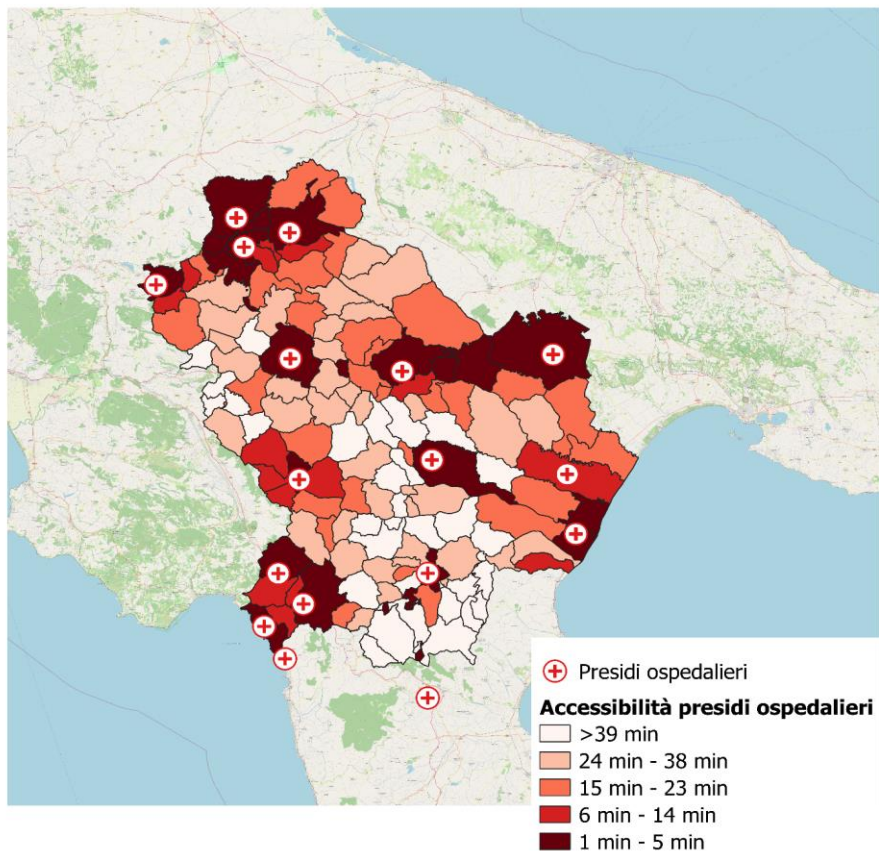 Presidi ospedalieri
Accessibilità presidi ospedalieri
>39 min
24 min - 38 min
15 min - 23 min
6 min - 14 min
1 min - 5 min